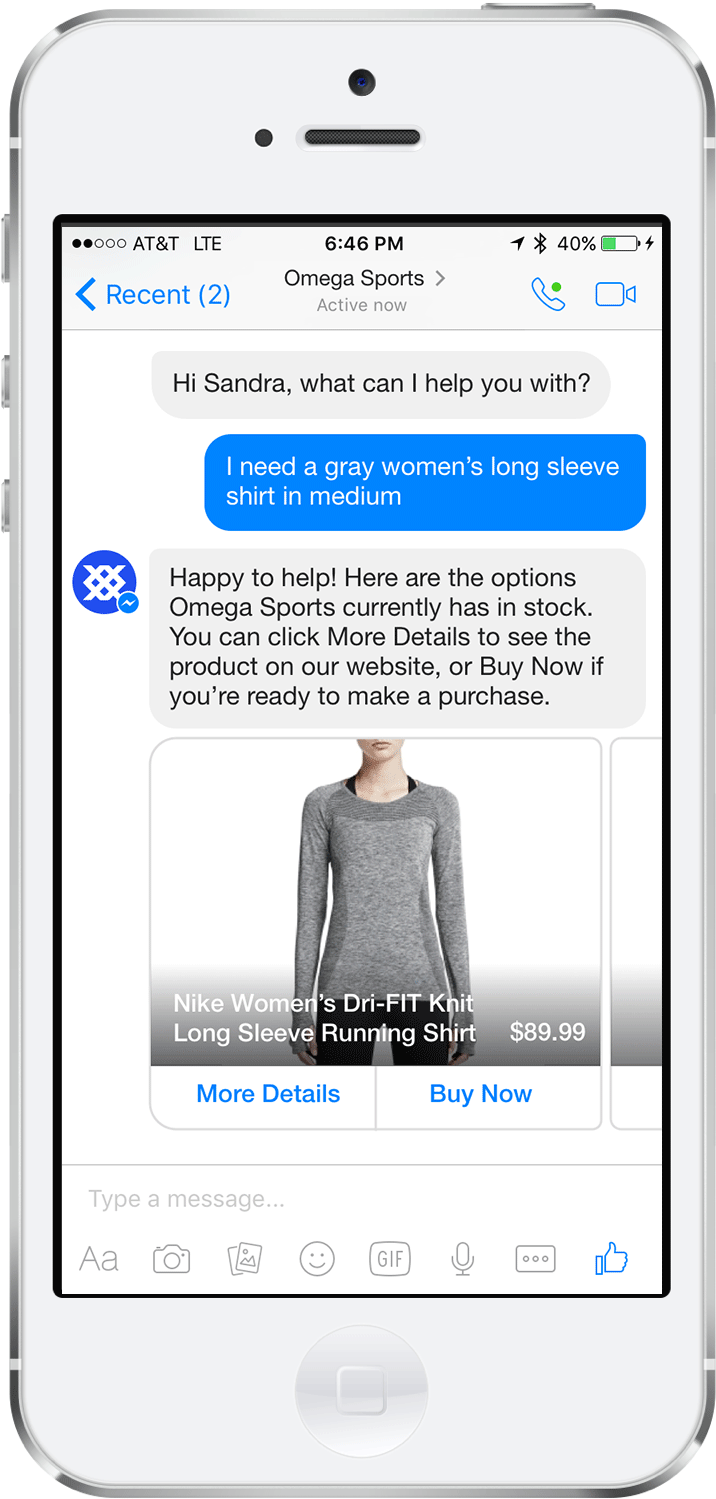 AT&T LTE 6:46 PM 40%
Recent (2) Omega Sports
Active now
Hi Sandra, what can I help you with?
I need a gray women’s long sleeve
shirt in medium
Happy to help! Here are the options
Omega Sports currently has in stock.
You can click More Details to see the
product on our website, or Buy Now if
you’re ready to make a purchase.
Nike Women’s Dri-FIT Knit
Long Sleeve Running Shirt $89.99
More Details Buy Now
Type a message...
Aa GIF